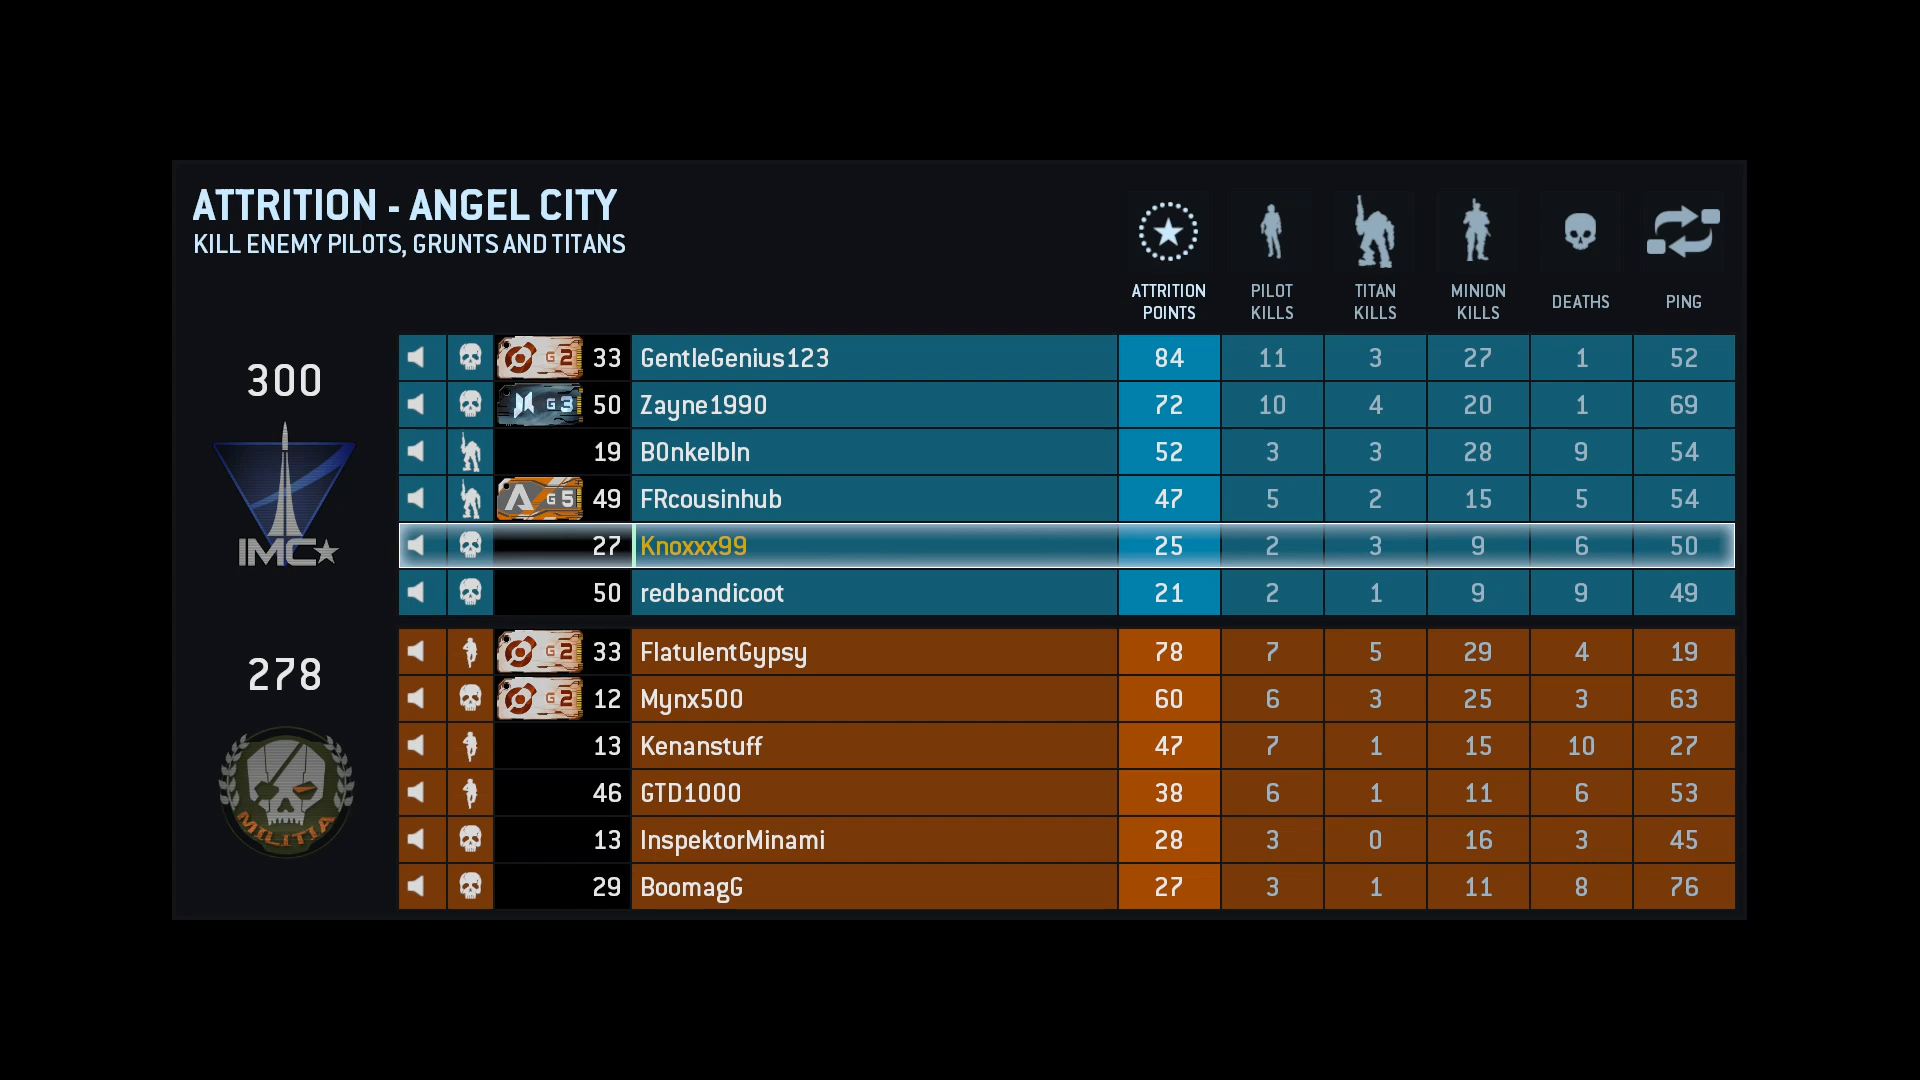 ATTRITION - ANGEL CITY
KILL ENEMY PILOTS, GRUNTS AND TITANS
ATTRITION POINTS PILOT KILLS TITAN KILLS MINION KILLS DEATHS PING
300
IMC
G2 33 GentleGenius123 84 11 3 27 1 52
G3 50 Zayne1990 72 10 4 20 1 69
19 B0nkelbln 52 3 3 28 9 54
G5 49 FRcousinhub 47 5 2 15 5 54
27 Knoxxx99 25 2 3 9 6 50
50 redbandicoot 21 2 1 9 9 49
278
MILITIA
G2 33 FlatulentGypsy 78 7 5 29 4 19
G2 12 Mynx500 60 6 3 25 3 63
13 Kenanstuff 47 7 1 15 10 27
46 GTD1000 38 6 1 11 6 53
13 InspektorMinami 28 3 0 16 3 45
29 BoomagG 27 3 1 11 8 76